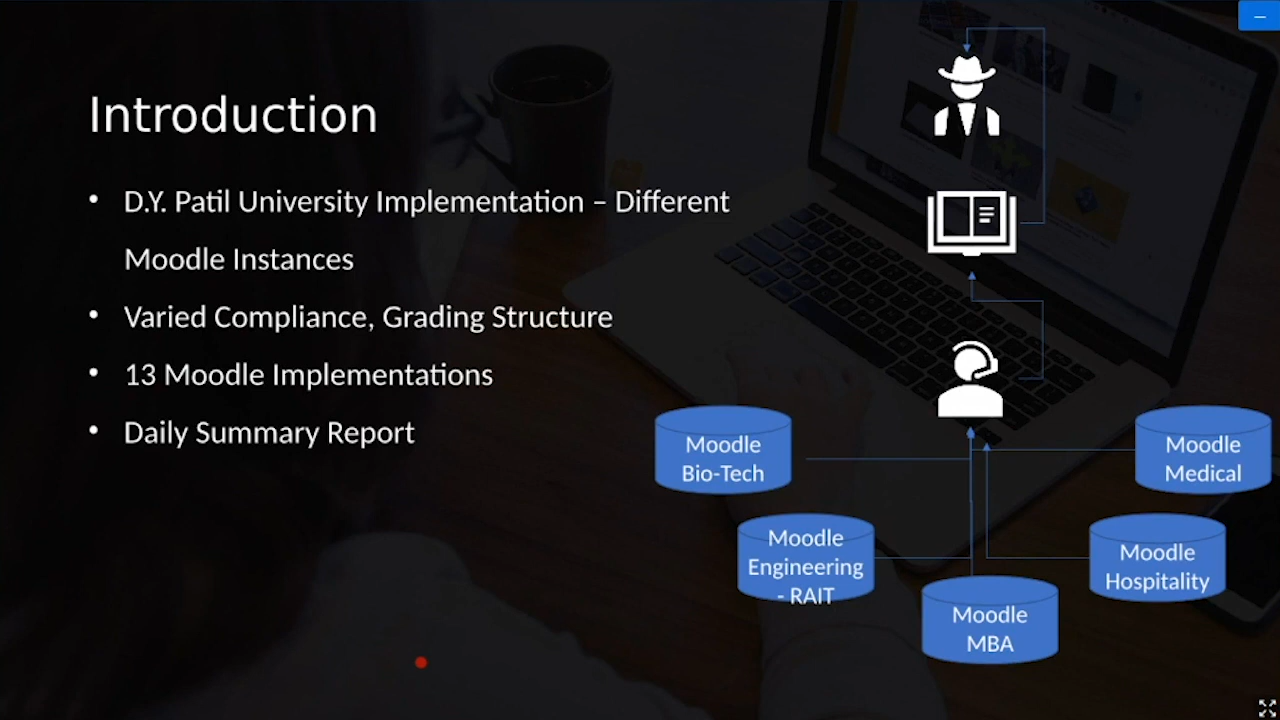 Introduction
• D.Y. Patil University Implementation – Different
Moodle Instances
• Varied Compliance, Grading Structure
• 13 Moodle Implementations
• Daily Summary Report
Moodle
Bio-Tech
Moodle
Medical
Moodle
Engineering
- RAIT
Moodle
Hospitality
Moodle
MBA